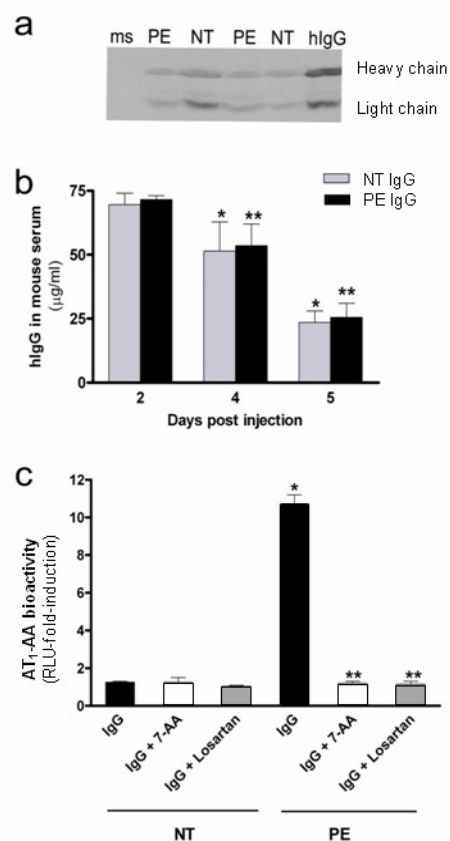 a
ms PE NT PE NT hIgG
Heavy chain
Light chain
b
NT IgG
PE IgG
hIgG in mouse serum
(μg/ml)
75
50
25
0
* ** * **
2 4 5
Days post injection
c
AT₁-AA bioactivity
(RLU-fold-induction)
12
10
8
6
4
2
0
*
** **
IgG IgG + 7-AA IgG + Losartan IgG IgG + 7-AA IgG + Losartan
NT PE